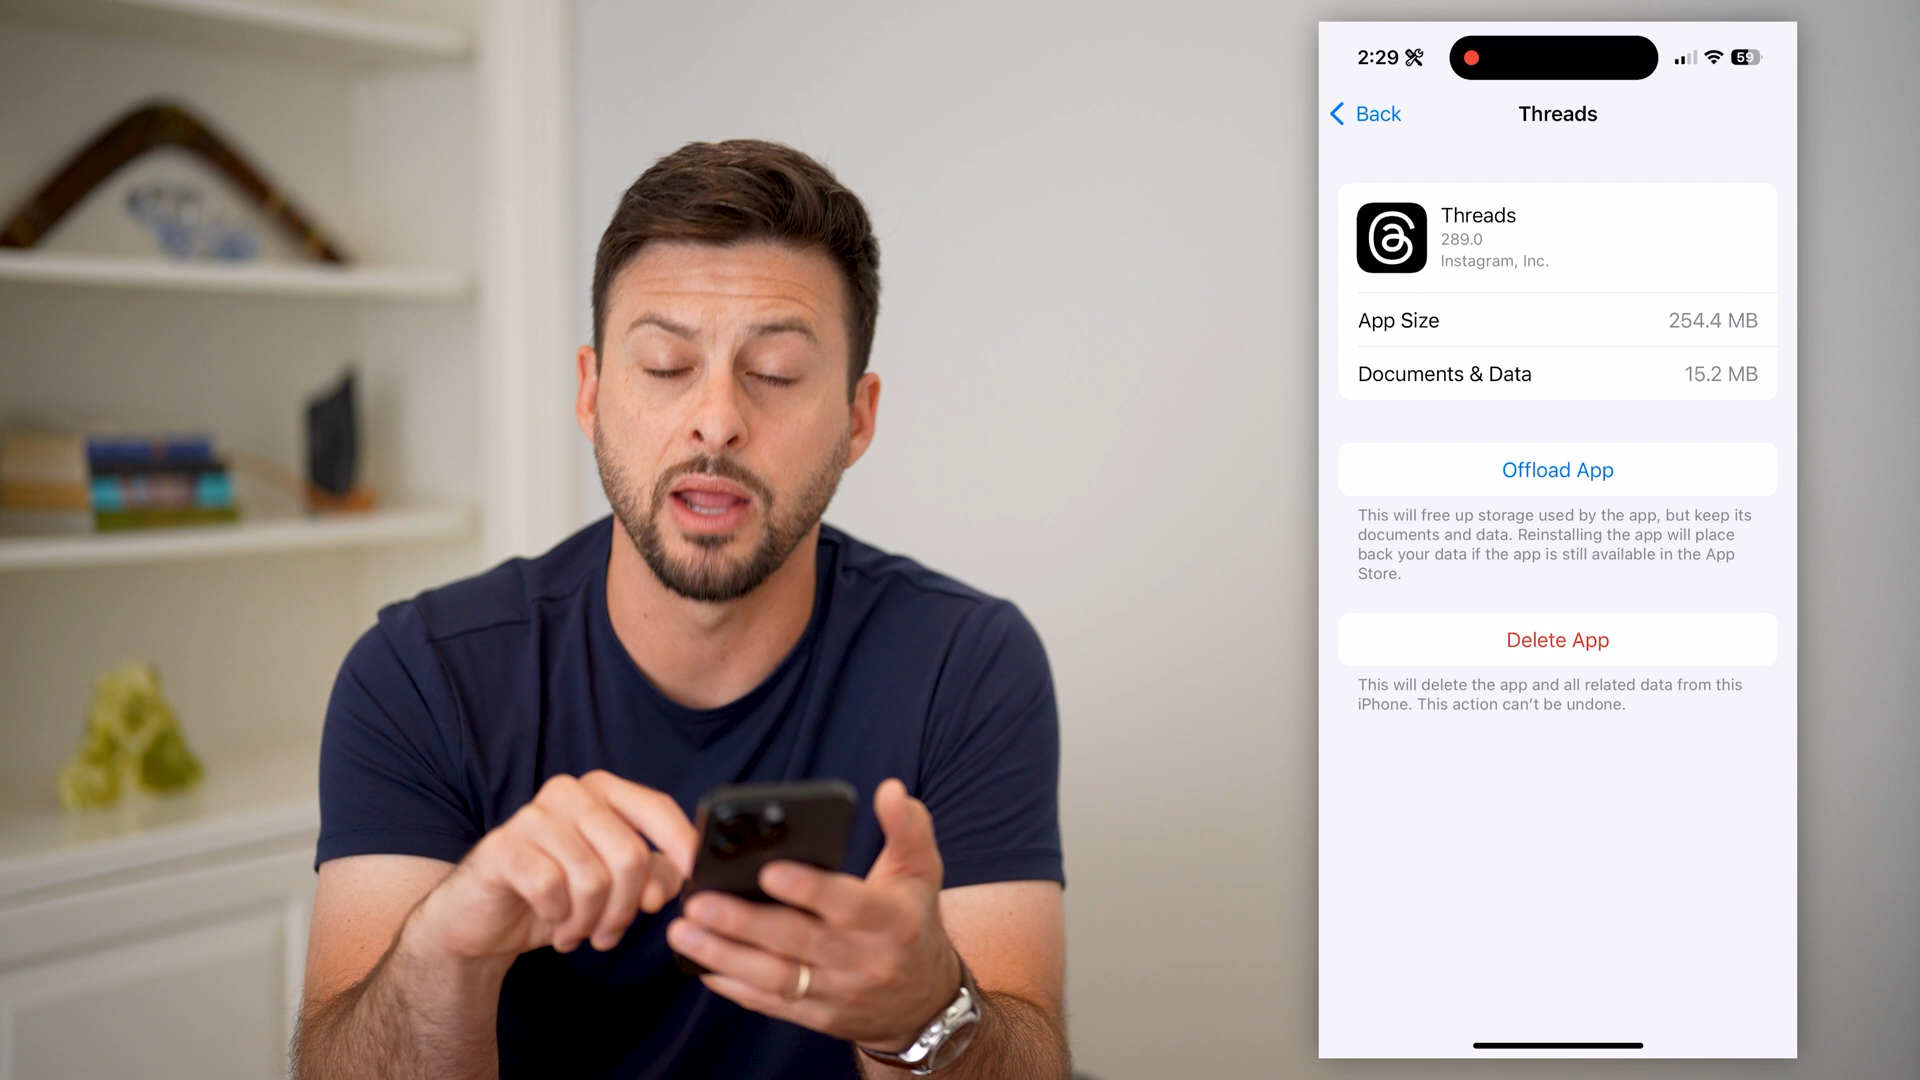 2:29
59
Back
Threads
Threads
289.0
Instagram, Inc.
App Size
254.4 MB
Documents & Data
15.2 MB
Offload App
This will free up storage used by the app, but keep its
documents and data. Reinstalling the app will place
back your data if the app is still available in the App
Store.
Delete App
This will delete the app and all related data from this
iPhone. This action can’t be undone.